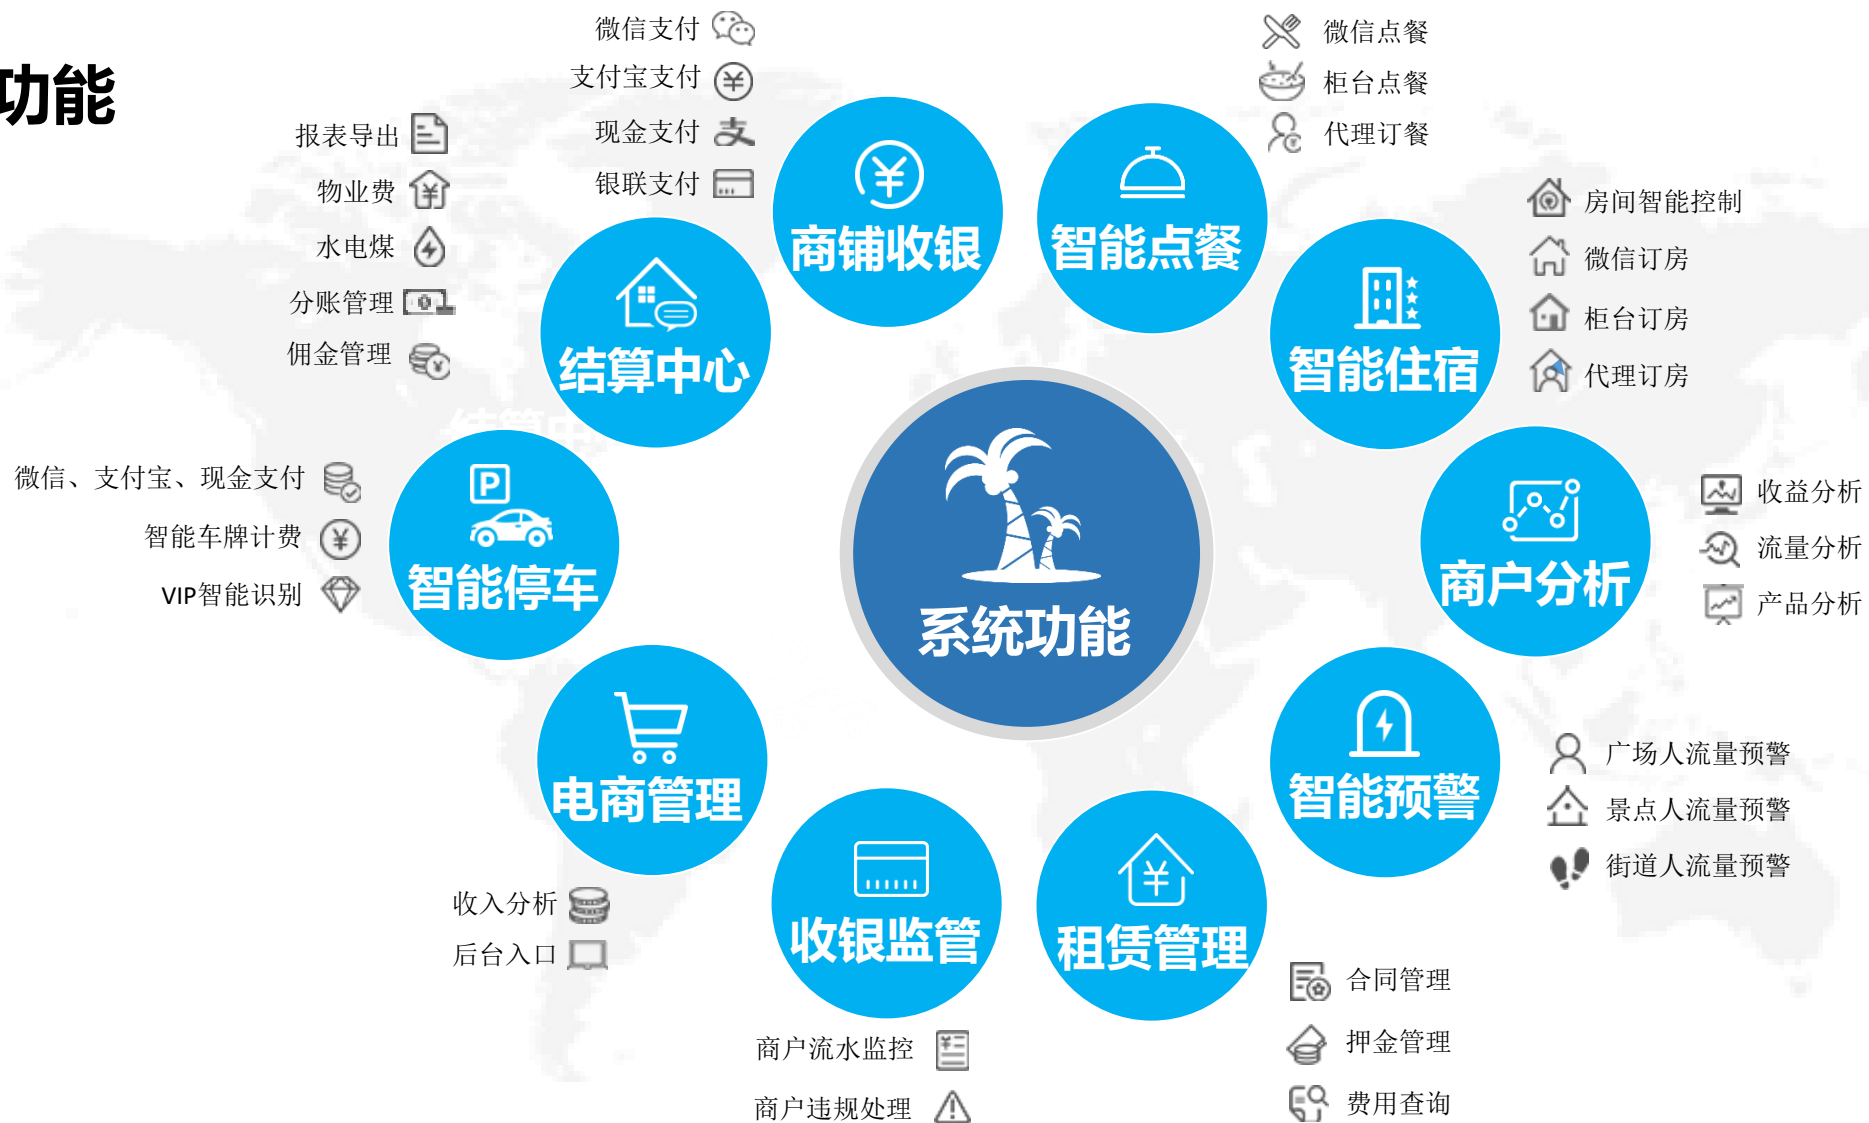 功能
微信支付
支付宝支付
现金支付
银联支付
商铺收银
微信点餐
柜台点餐
代理订餐
智能点餐
报表导出
物业费
水电煤
分账管理
佣金管理
结算中心
房间智能控制
微信订房
柜台订房
代理订房
智能住宿
微信、支付宝、现金支付
智能车牌计费
VIP智能识别
P
智能停车
系统功能
商户分析
收益分析
流量分析
产品分析
电商管理
收入分析
后台入口
智能预警
广场人流量预警
景点人流量预警
街道人流量预警
收银监管
商户流水监控
商户违规处理
租赁管理
合同管理
押金管理
费用查询